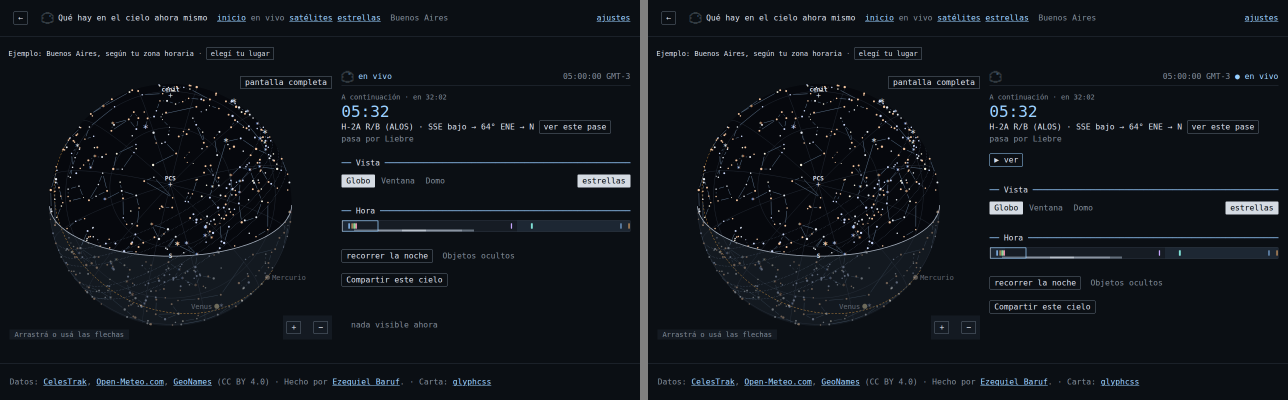 ← Qué hay en el cielo ahora mismo inicio en vivo satélites estrellas Buenos Aires ajustes
Ejemplo: Buenos Aires, según tu zona horaria · elegí tu lugar
pantalla completa
cenit
PCS
S
Mercurio
Venus
Arrastrá o usá las flechas
+ −
en vivo 05:00:00 GMT-3
A continuación · en 32:02
05:32
H-2A R/B (ALOS) · SSE bajo → 64° ENE → N ver este pase
pasa por Liebre
Vista
Globo Ventana Domo estrellas
Hora
recorrer la noche Objetos ocultos
Compartir este cielo
nada visible ahora
Datos: CelesTrak, Open-Meteo.com, GeoNames (CC BY 4.0) · Hecho por Ezequiel Baruf. · Carta: glyphcss
← Qué hay en el cielo ahora mismo inicio en vivo satélites estrellas Buenos Aires ajustes
Ejemplo: Buenos Aires, según tu zona horaria · elegí tu lugar
pantalla completa
cenit
PCS
S
Mercurio
Venus
Arrastrá o usá las flechas
+ −
05:00:00 GMT-3 ● en vivo
A continuación · en 32:02
05:32
H-2A R/B (ALOS) · SSE bajo → 64° ENE → N ver este pase
pasa por Liebre
▶ ver
Vista
Globo Ventana Domo estrellas
Hora
recorrer la noche Objetos ocultos
Compartir este cielo
Datos: CelesTrak, Open-Meteo.com, GeoNames (CC BY 4.0) · Hecho por Ezequiel Baruf. · Carta: glyphcss